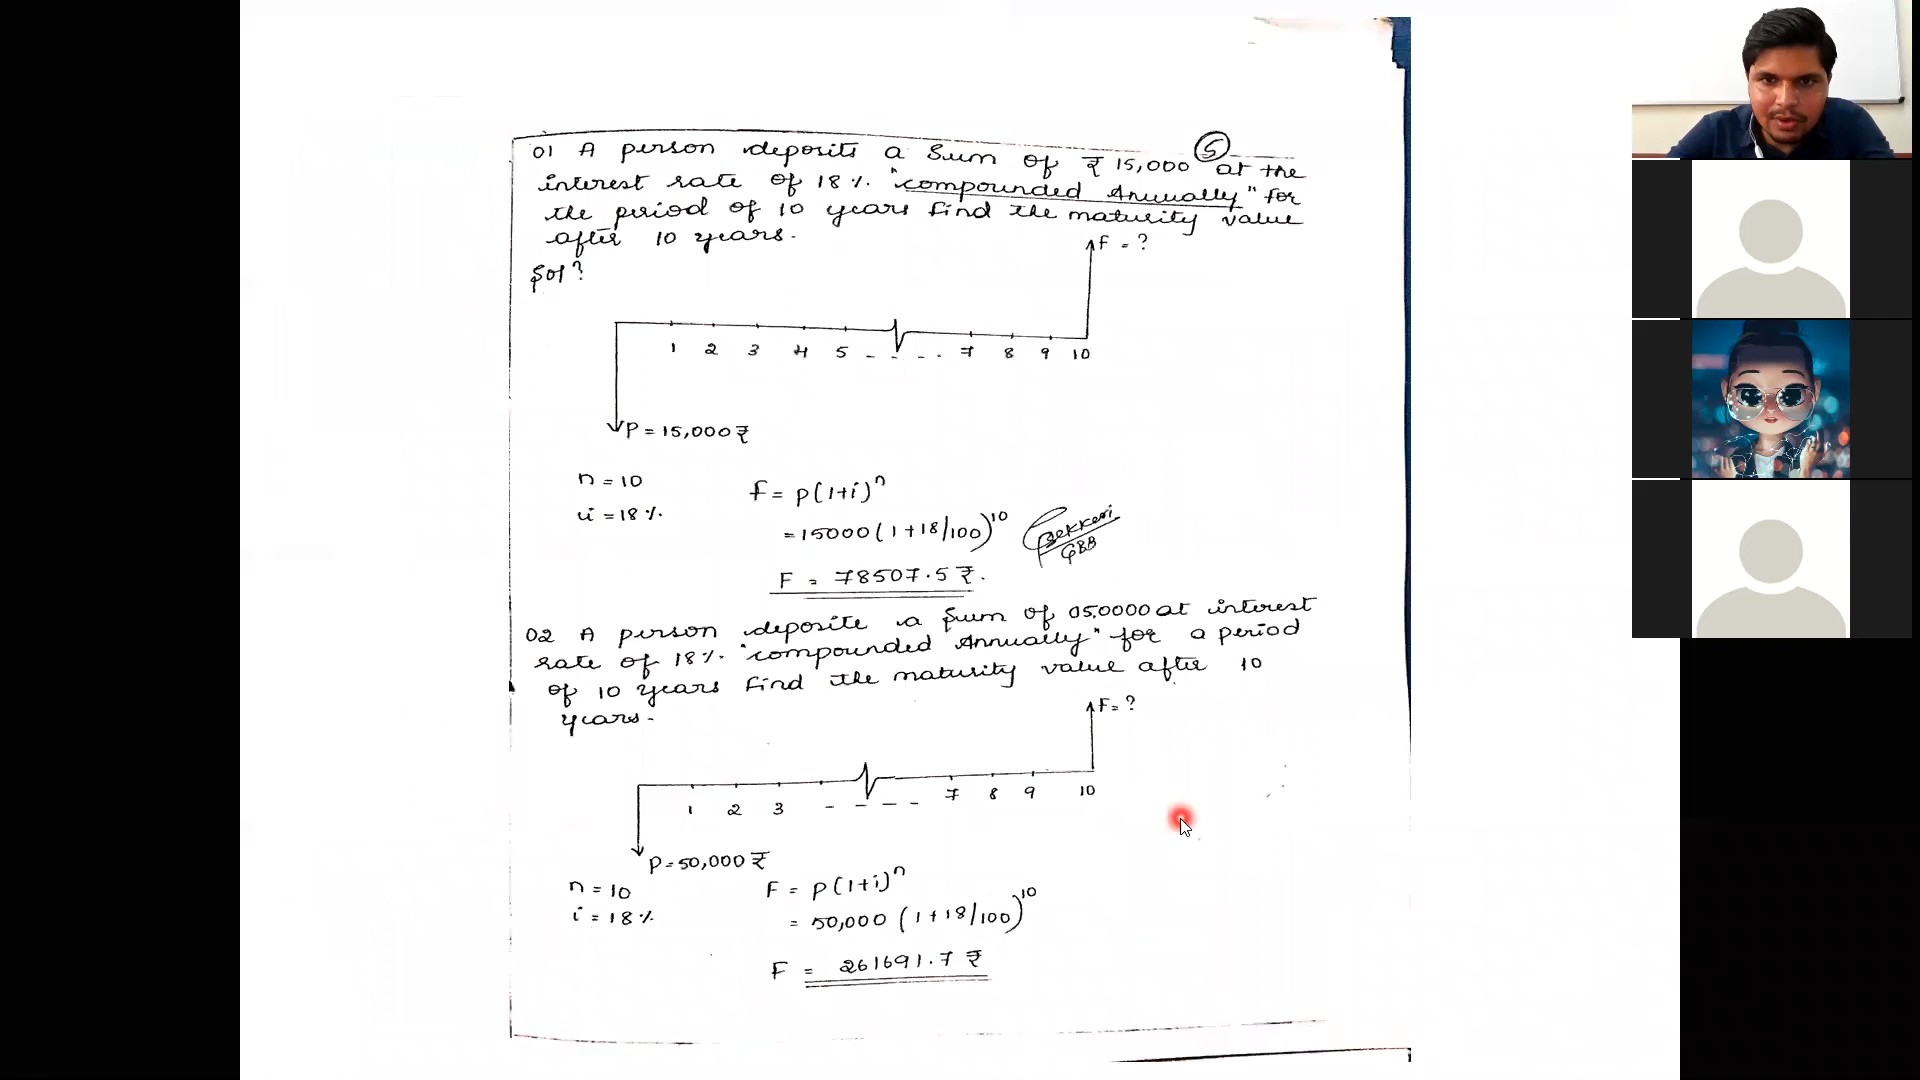 5
01 A person deposits a Sum of ₹ 15,000 at the
interest rate of 18%. "compounded Annually" for
the period of 10 years find the maturity value
after 10 years.
F = ?
Sol?
1 2 3 4 5 - - - - 7 8 9 10
P = 15,000 ₹
n = 10
i = 18%.
F = P(1+i)^n
= 15000 (1 + 18/100)^10
F = 78507.5 ₹.
02 A person deposite a Sum of 05,0000 at interest
rate of 18%. "compounded Annually" for a period
of 10 years find the maturity value after 10
years.
F = ?
1 2 3 - - - - 7 8 9 10
P = 50,000 ₹
n = 10
i = 18%
F = P(1+i)^n
= 50,000 (1 + 18/100)^10
F = 261691.7 ₹